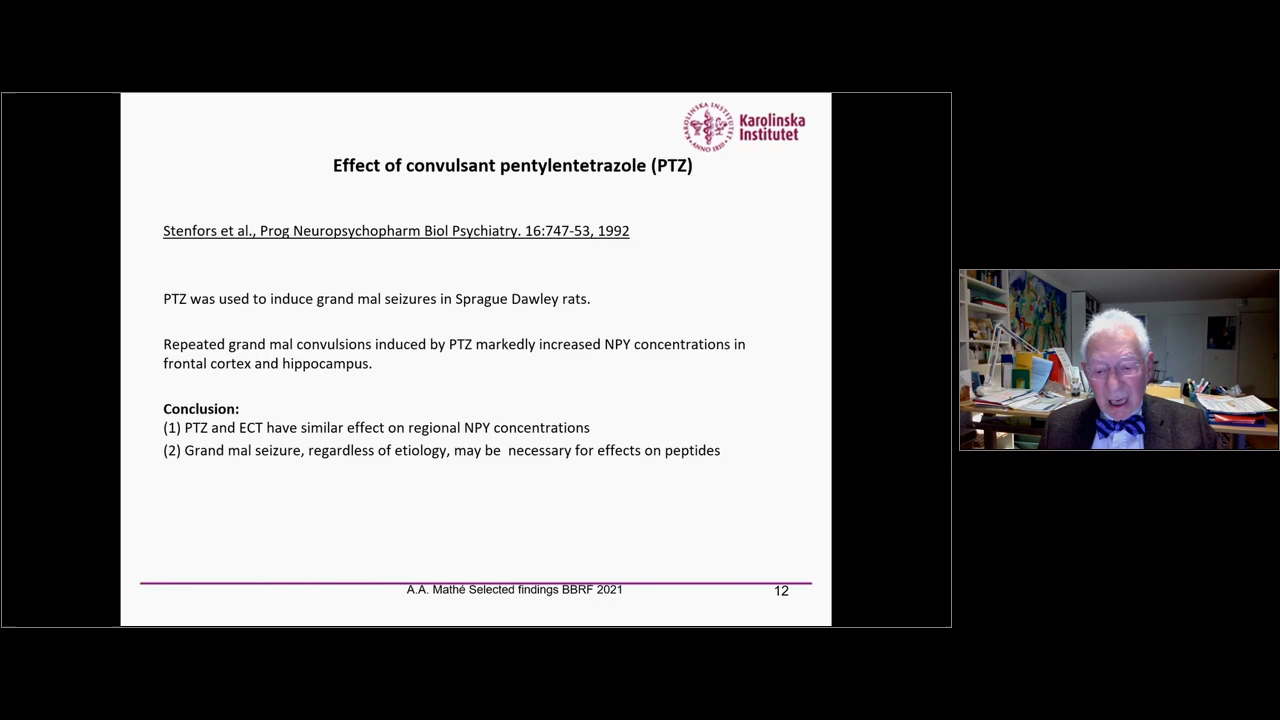 KAROLINSKA INSTITUTET
ANNO 1810
Karolinska
Institutet
Effect of convulsant pentylentetrazole (PTZ)
Stenfors et al., Prog Neuropsychopharm Biol Psychiatry. 16:747-53, 1992
PTZ was used to induce grand mal seizures in Sprague Dawley rats.
Repeated grand mal convulsions induced by PTZ markedly increased NPY concentrations in
frontal cortex and hippocampus.
Conclusion:
(1) PTZ and ECT have similar effect on regional NPY concentrations
(2) Grand mal seizure, regardless of etiology, may be  necessary for effects on peptides
A.A. Mathé Selected findings BBRF 2021
12